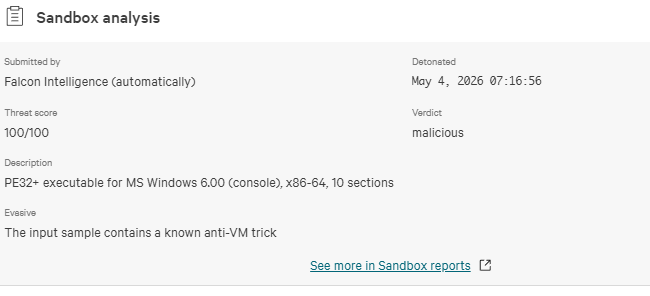 Sandbox analysis
Submitted by
Falcon Intelligence (automatically)
Detonated
May 4, 2026 07:16:56
Threat score
100/100
Verdict
malicious
Description
PE32+ executable for MS Windows 6.00 (console), x86-64, 10 sections
Evasive
The input sample contains a known anti-VM trick
See more in Sandbox reports